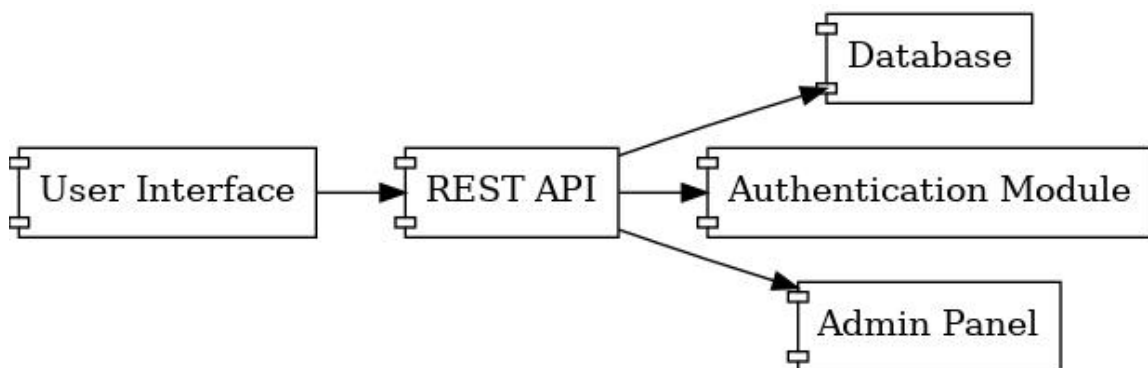 User Interface
REST API
Database
Authentication Module
Admin Panel